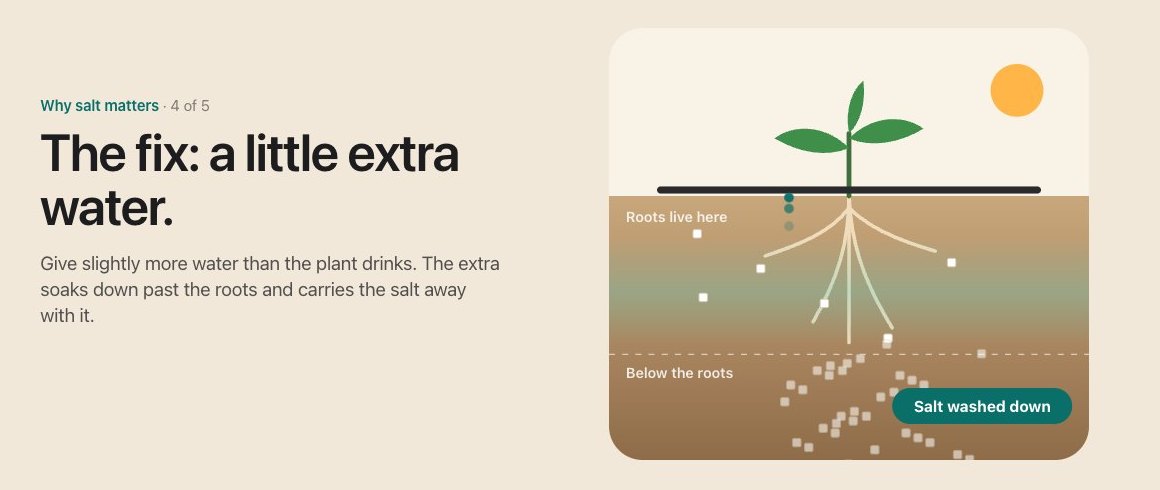 Why salt matters · 4 of 5
The fix: a little extra
water.
Give slightly more water than the plant drinks. The extra
soaks down past the roots and carries the salt away
with it.
Roots live here
Below the roots
Salt washed down